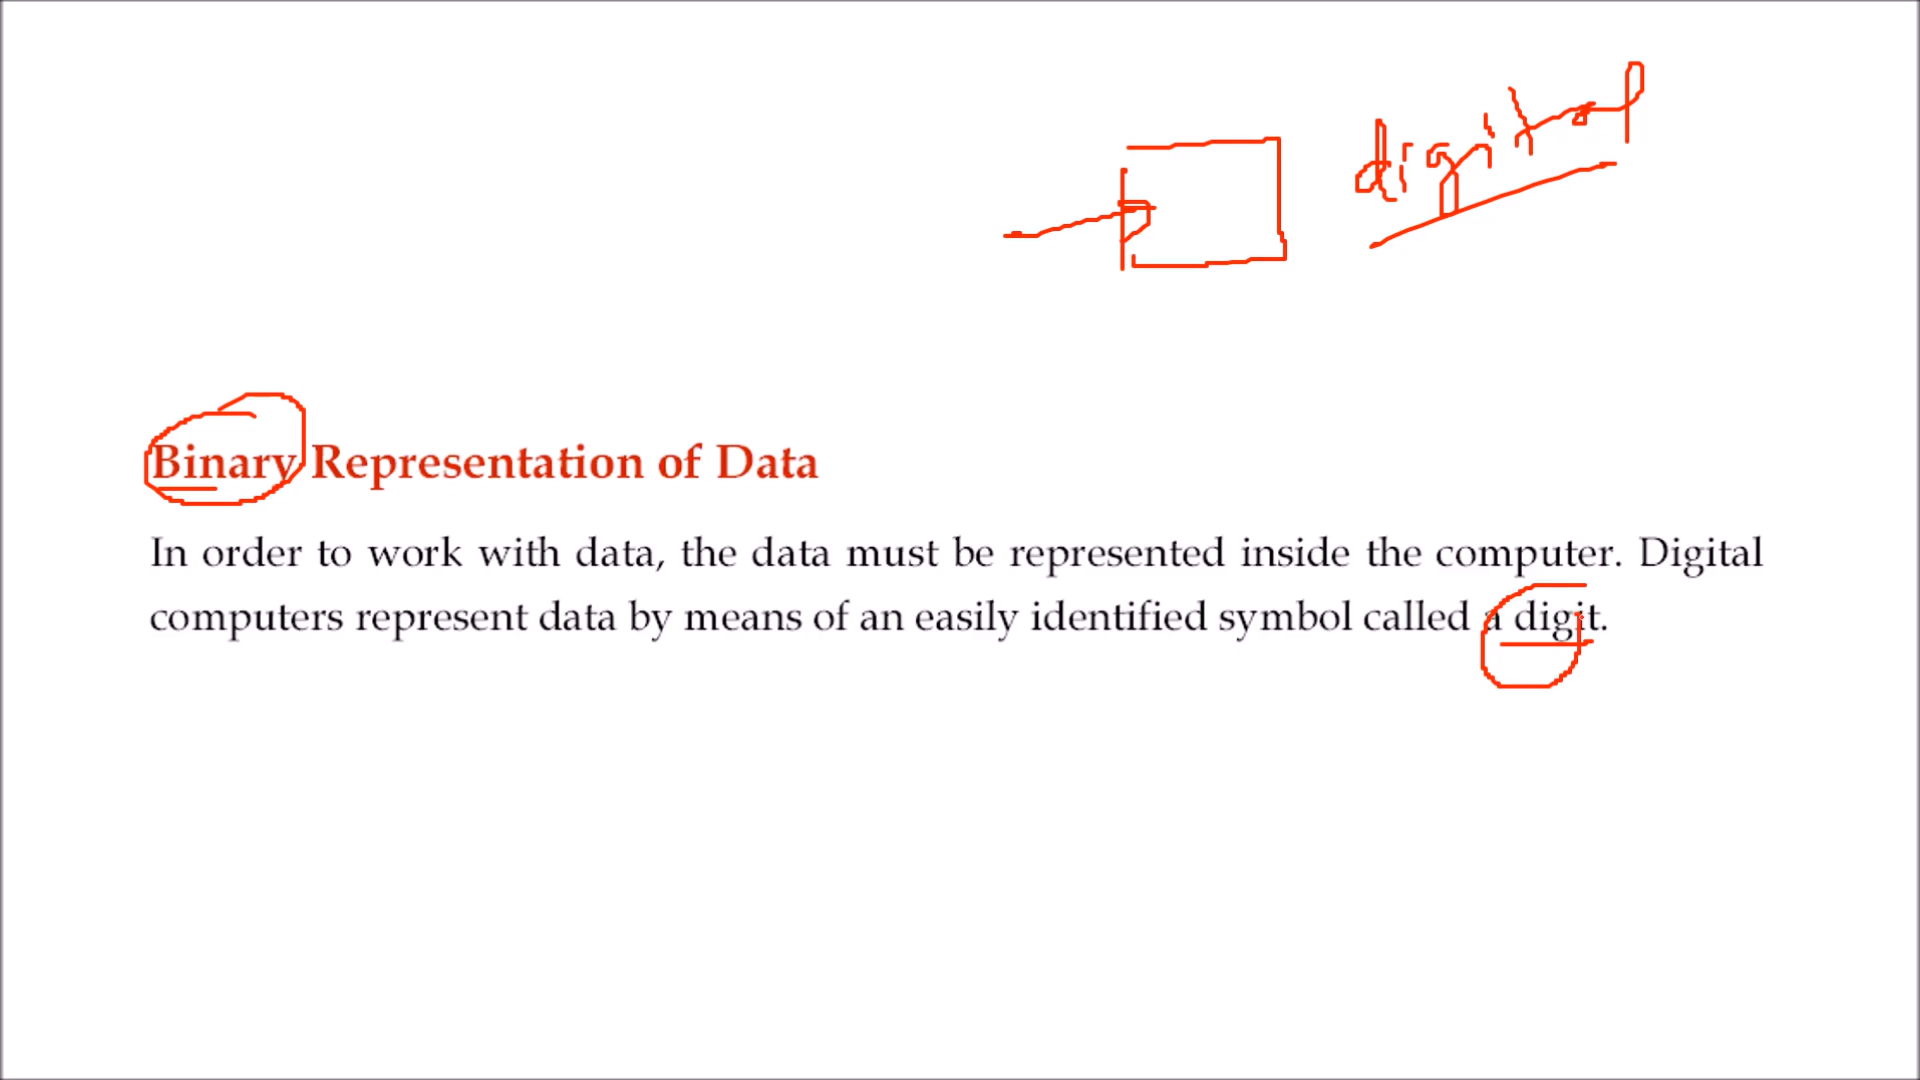 digital
Binary Representation of Data
In order to work with data, the data must be represented inside the computer. Digital
computers represent data by means of an easily identified symbol called a digit.